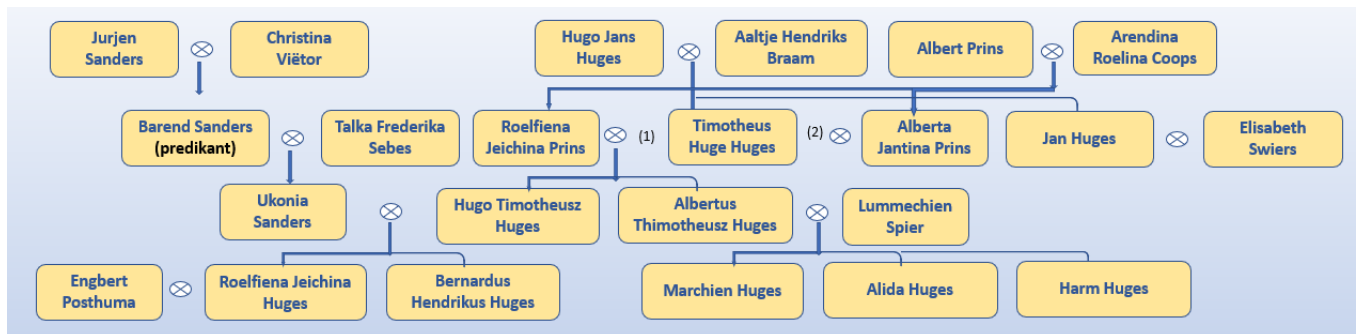 Jurjen
Sanders
Christina
Viëtor
Hugo Jans
Huges
Aaltje Hendriks
Braam
Albert Prins
Arendina
Roelina Coops
Barend Sanders
(predikant)
Talka Frederika
Sebes
Roelfiena
Jeichina Prins
(1)
Timotheus
Huge Huges
(2)
Alberta
Jantina Prins
Jan Huges
Elisabeth
Swiers
Ukonia
Sanders
Hugo Timotheusz
Huges
Albertus
Thimotheusz Huges
Lummechien
Spier
Engbert
Posthuma
Roelfiena Jeichina
Huges
Bernardus
Hendrikus Huges
Marchien Huges
Alida Huges
Harm Huges